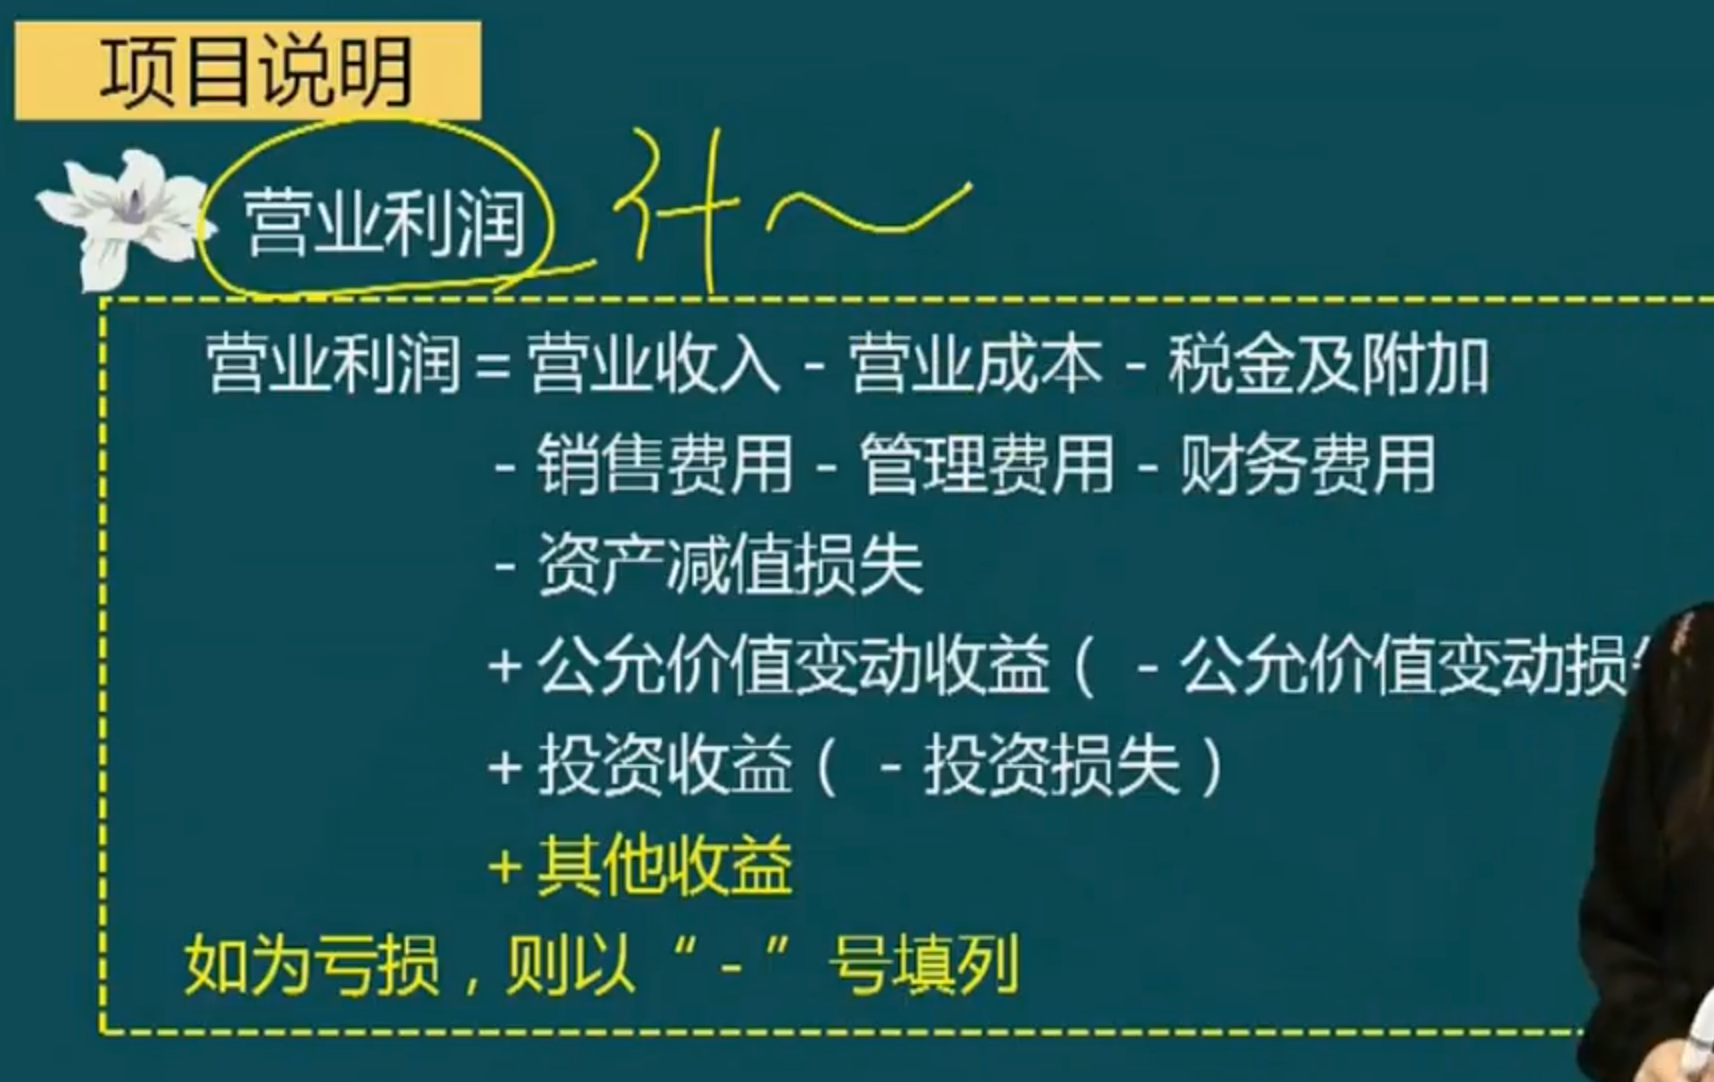 项目说明
营业利润 计
营业利润=营业收入-营业成本-税金及附加
-销售费用-管理费用-财务费用
-资产减值损失
+公允价值变动收益(-公允价值变动损
+投资收益(-投资损失)
+其他收益
如为亏损,则以“-”号填列